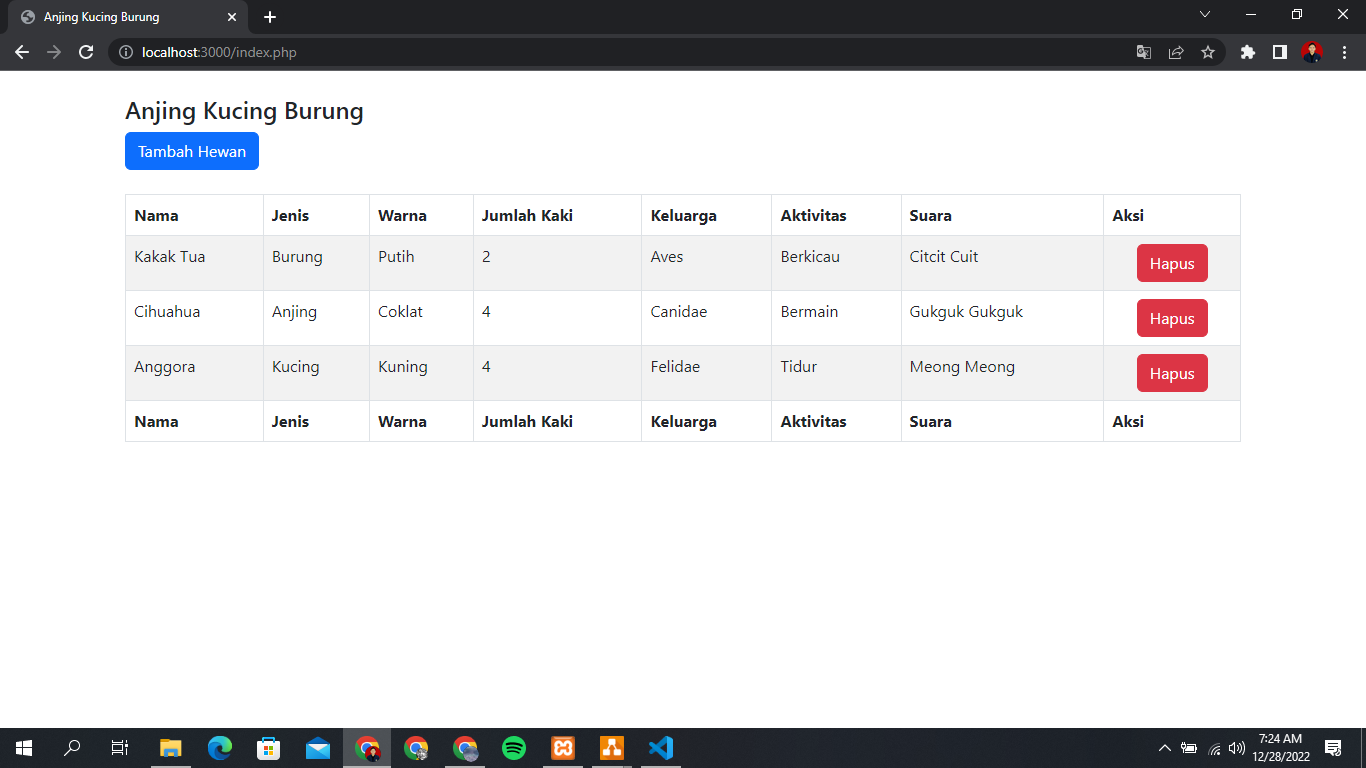 Anjing Kucing Burung
localhost:3000/index.php
Anjing Kucing Burung
Tambah Hewan
Nama Jenis Warna Jumlah Kaki Keluarga Aktivitas Suara Aksi
Kakak Tua Burung Putih 2 Aves Berkicau Citcit Cuit Hapus
Cihuahua Anjing Coklat 4 Canidae Bermain Gukguk Gukguk Hapus
Anggora Kucing Kuning 4 Felidae Tidur Meong Meong Hapus
Nama Jenis Warna Jumlah Kaki Keluarga Aktivitas Suara Aksi
7:24 AM
12/28/2022